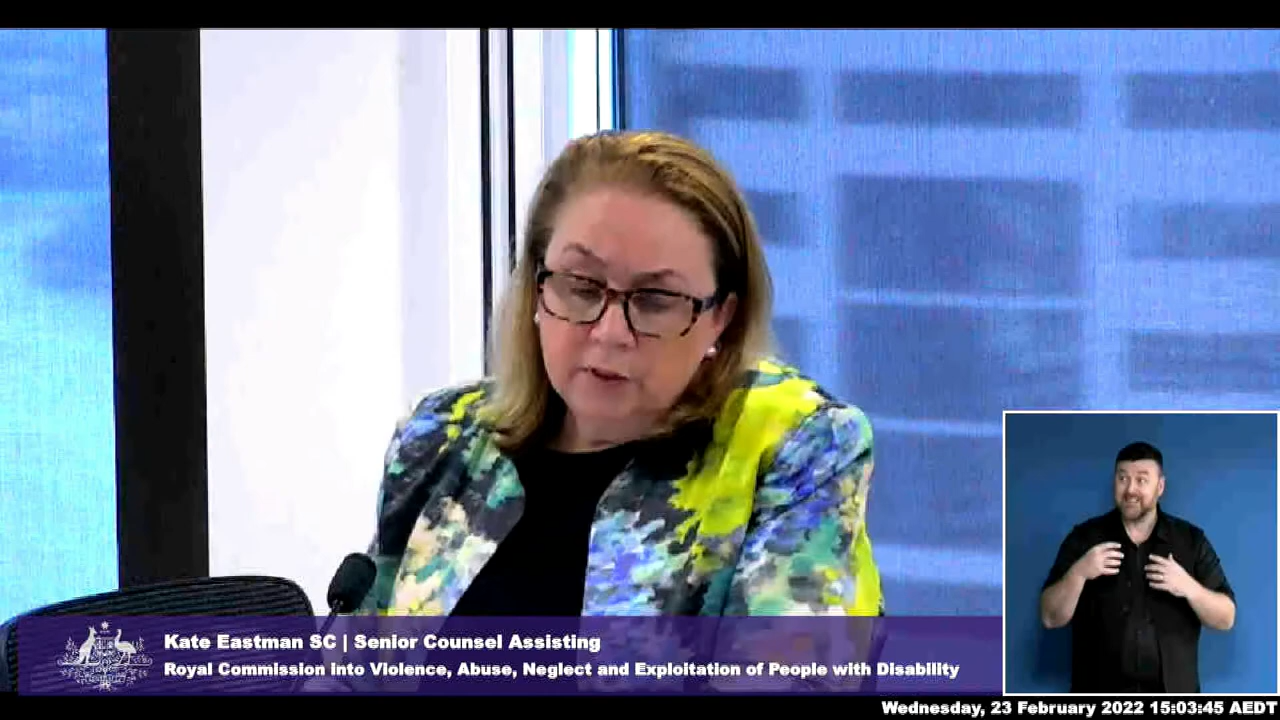 Kate Eastman SC | Senior Counsel Assisting
Royal Commission into Violence, Abuse, Neglect and Exploitation of People with Disability
Wednesday, 23 February 2022 15:03:45 AEDT